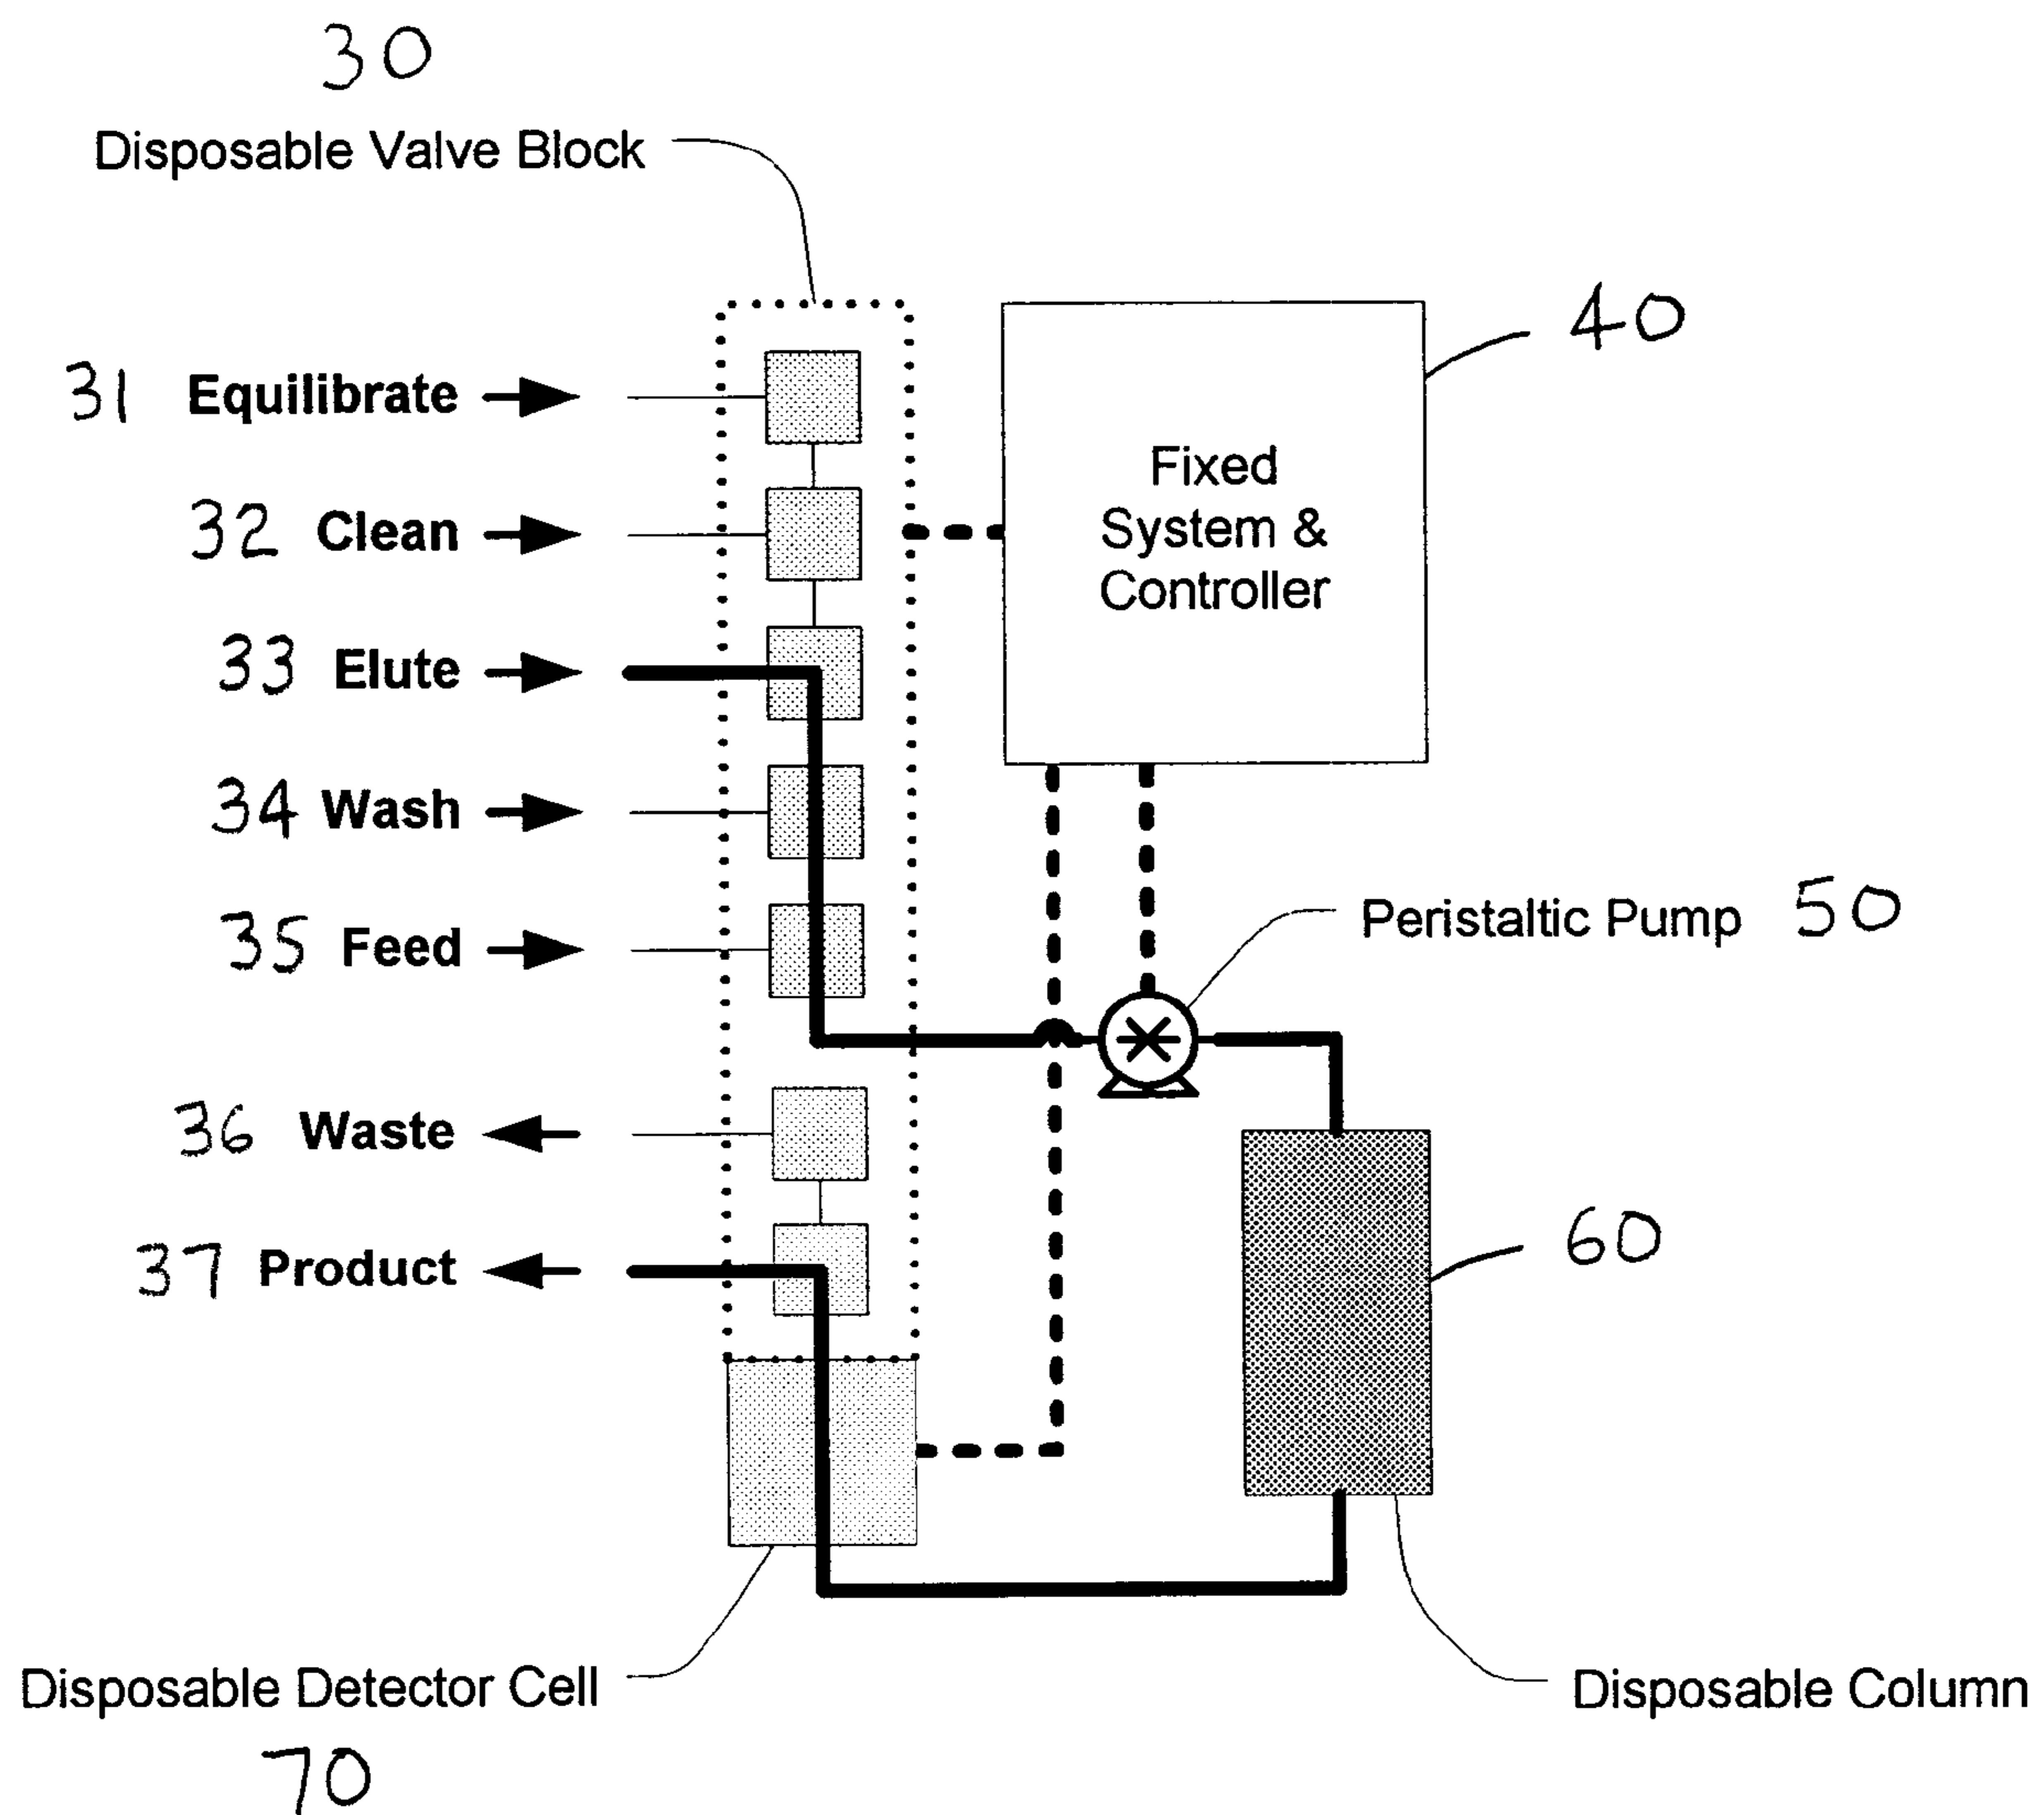 30
Disposable Valve Block
40
31 Equilibrate
Fixed
System &
Controller
32 Clean
33 Elute
34 Wash
35 Feed
Peristaltic Pump 50
36 Waste
37 Product
60
Disposable Detector Cell
70
Disposable Column